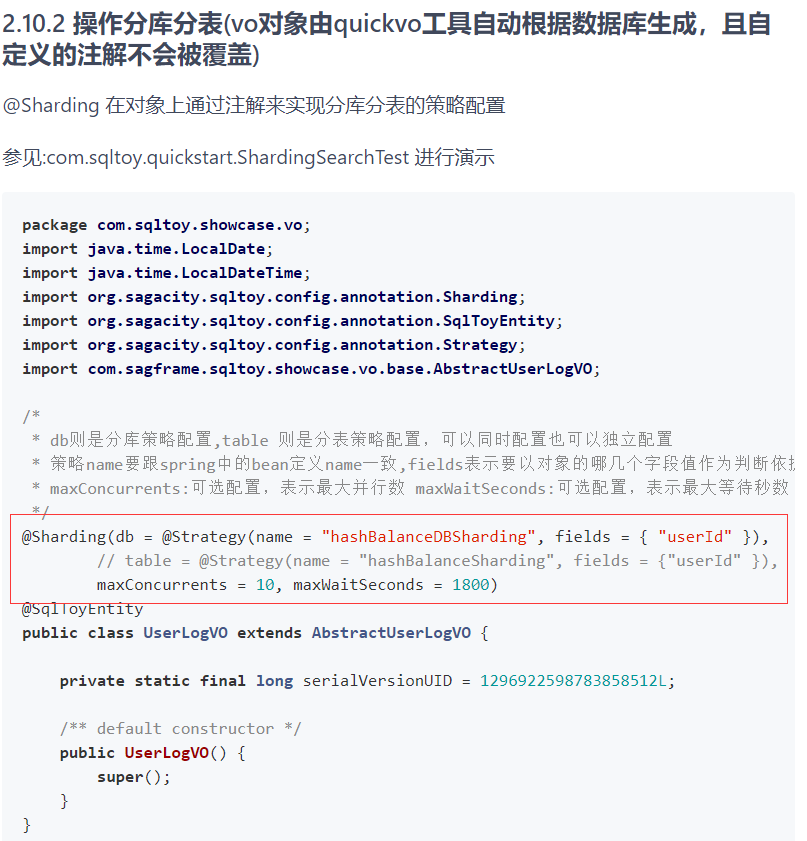 2.10.2 操作分库分表(vo对象由quickvo工具自动根据数据库生成，且自
定义的注解不会被覆盖)
@Sharding 在对象上通过注解来实现分库分表的策略配置
参见:com.sqltoy.quickstart.ShardingSearchTest 进行演示
package com.sqltoy.showcase.vo;
import java.time.LocalDate;
import java.time.LocalDateTime;
import org.sagacity.sqltoy.config.annotation.Sharding;
import org.sagacity.sqltoy.config.annotation.SqlToyEntity;
import org.sagacity.sqltoy.config.annotation.Strategy;
import com.sagframe.sqltoy.showcase.vo.base.AbstractUserLogVO;
/*
 * db则是分库策略配置,table 则是分表策略配置，可以同时配置也可以独立配置
 * 策略name要跟spring中的bean定义name一致,fields表示要以对象的哪几个字段值作为判断依据
 * maxConcurrents:可选配置，表示最大并行数 maxWaitSeconds:可选配置，表示最大等待秒数
 */
@Sharding(db = @Strategy(name = "hashBalanceDBSharding", fields = { "userId" }),
        // table = @Strategy(name = "hashBalanceSharding", fields = {"userId" }),
        maxConcurrents = 10, maxWaitSeconds = 1800)
@SqlToyEntity
public class UserLogVO extends AbstractUserLogVO {
    private static final long serialVersionUID = 1296922598783858512L;
    /** default constructor */
    public UserLogVO() {
        super();
    }
}